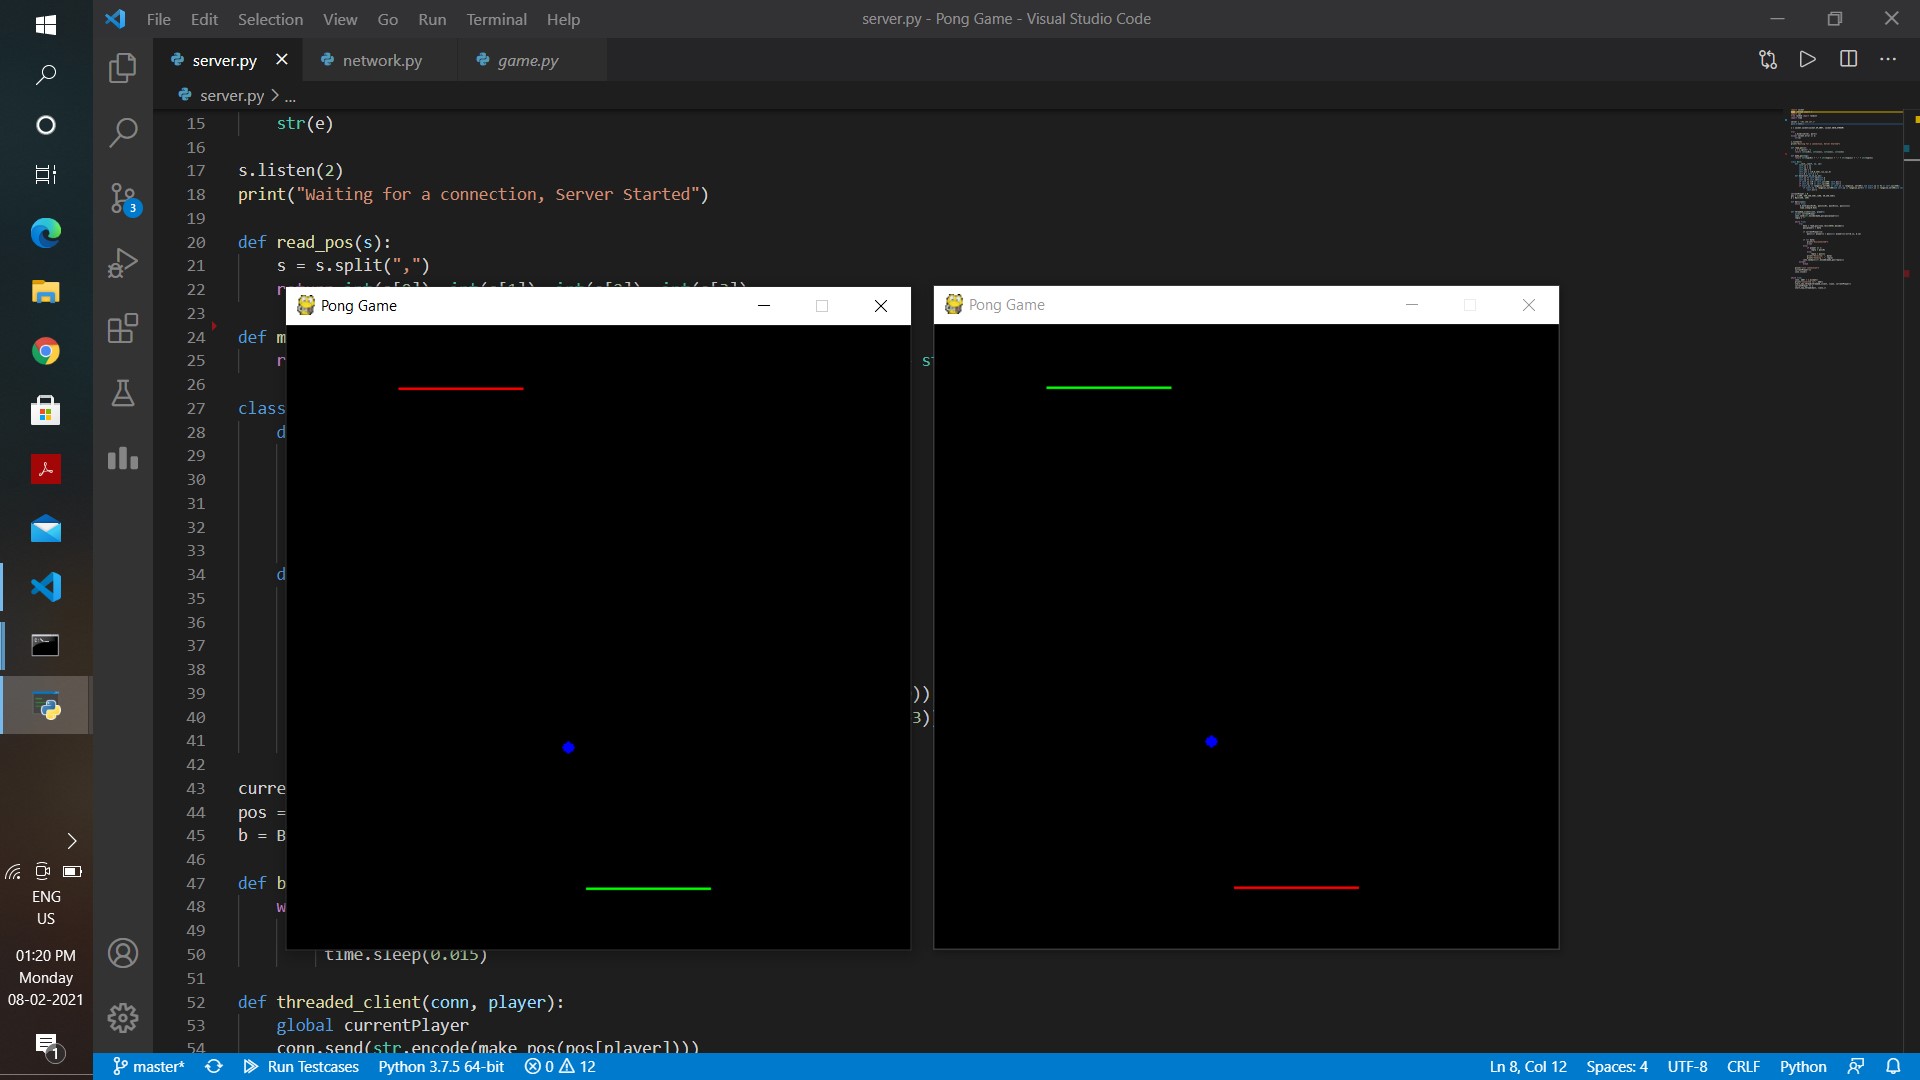 File Edit Selection View Go Run Terminal Help
server.py - Pong Game - Visual Studio Code
server.py
network.py
game.py
server.py > ...
15 str(e)
16
17 s.listen(2)
18 print("Waiting for a connection, Server Started")
19
20 def read_pos(s):
21 s = s.split(",")
22
23
24 def m
25 r
26
27 class
28 d
29
30
31
32
33
34 d
35
36
37
38
39 ))
40 3)
41
42
43 curre
44 pos =
45 b = B
46
47 def b
48 w
49
50 time.sleep(0.015)
51
52 def threaded_client(conn, player):
53 global currentPlayer
54 conn.send(str.encode(make_pos(pos[player])))
Pong Game
Pong Game
3
ENG
US
01:20 PM
Monday
08-02-2021
1
master* Run Testcases Python 3.7.5 64-bit 0 12
Ln 8, Col 12 Spaces: 4 UTF-8 CRLF Python